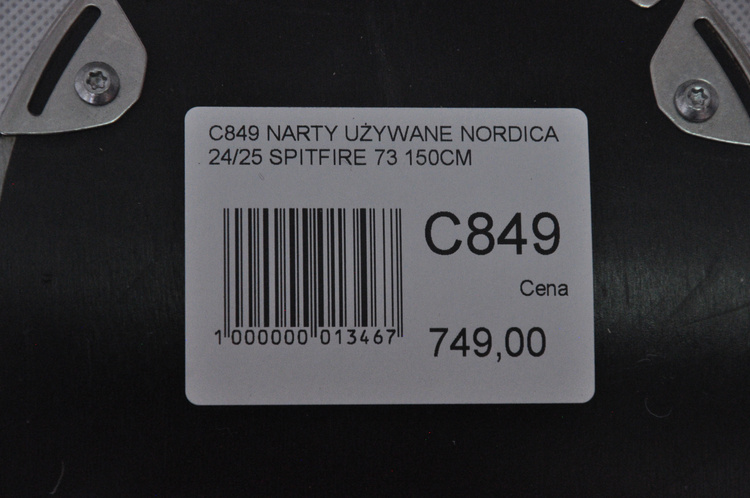 C849 NARTY UŻYWANE NORDICA
24/25 SPITFIRE 73 150CM
C849
Cena
1 000000 013467
749,00